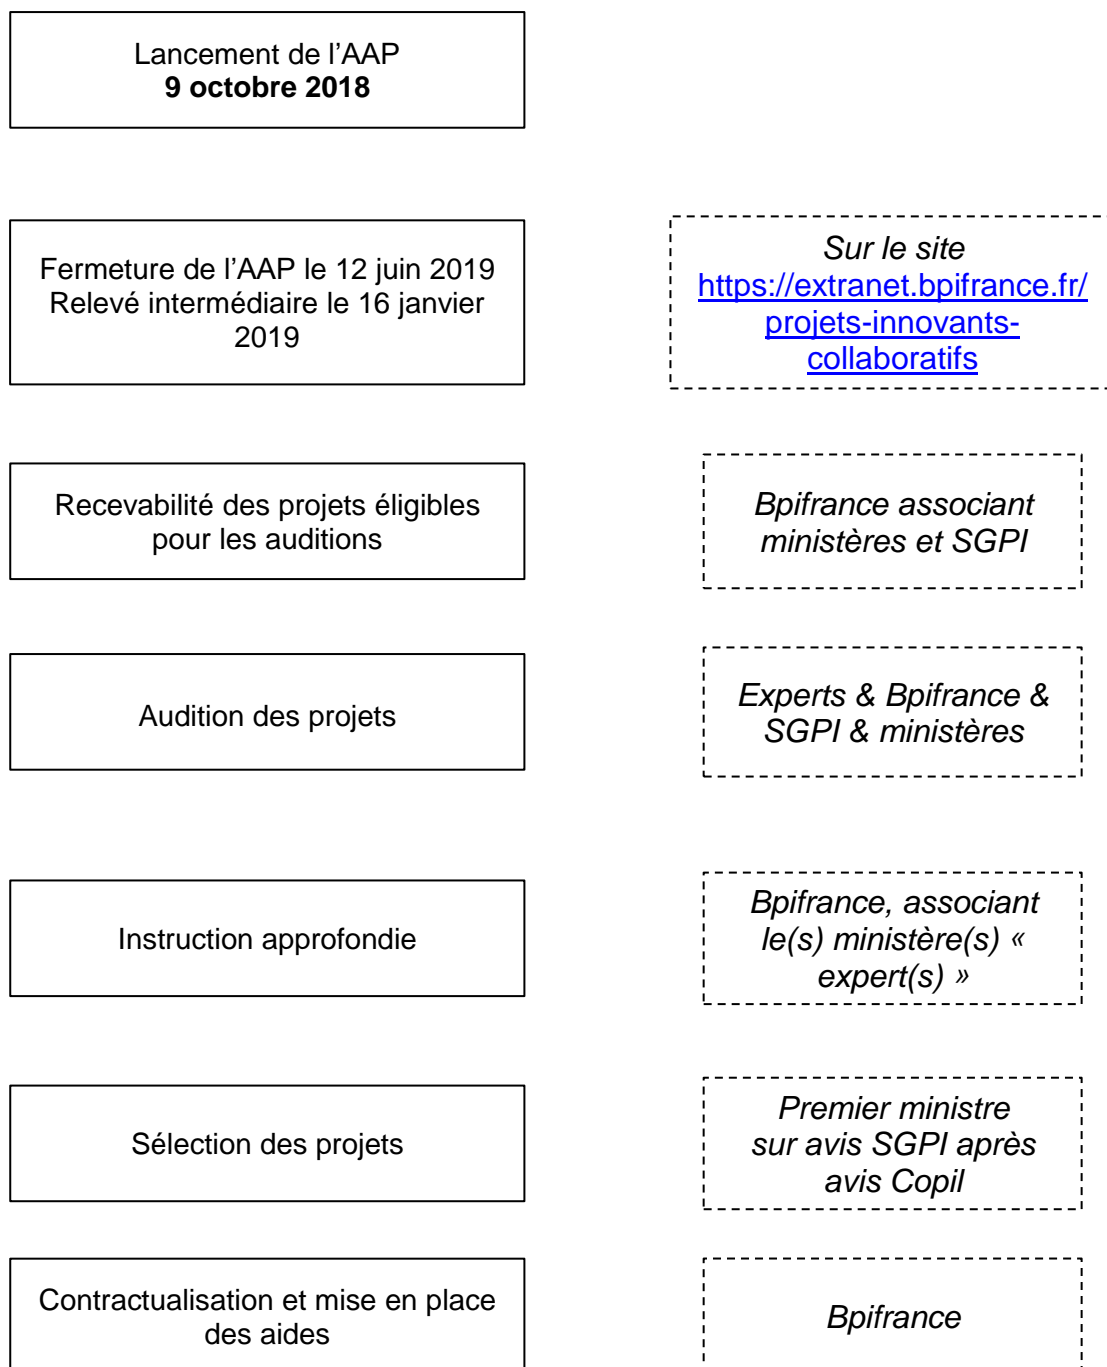 Lancement de l’AAP
9 octobre 2018
Fermeture de l’AAP le 12 juin 2019
Relevé intermédiaire le 16 janvier
2019
Sur le site
https://extranet.bpifrance.fr/
projets-innovants-
collaboratifs
Recevabilité des projets éligibles
pour les auditions
Bpifrance associant
ministères et SGPI
Audition des projets
Experts & Bpifrance &
SGPI & ministères
Instruction approfondie
Bpifrance, associant
le(s) ministère(s) «
expert(s) »
Sélection des projets
Premier ministre
sur avis SGPI après
avis Copil
Contractualisation et mise en place
des aides
Bpifrance